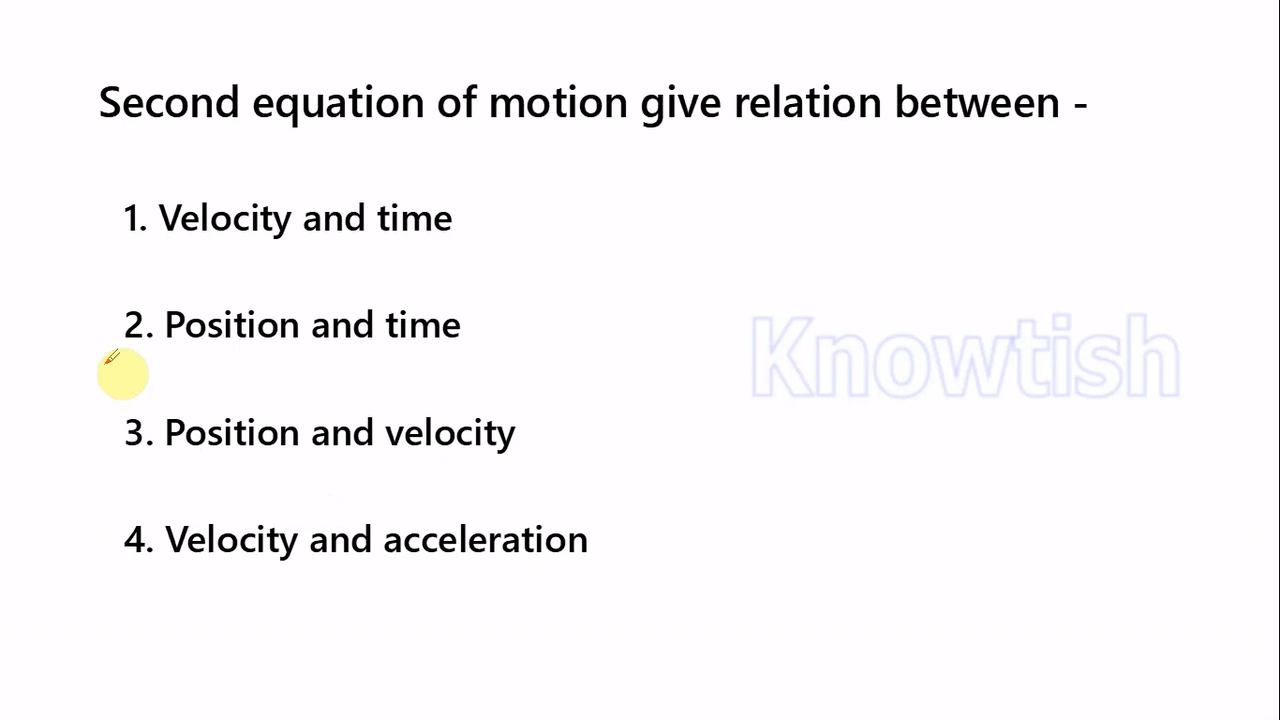 Second equation of motion give relation between -
1. Velocity and time
2. Position and time
Knowtish
3. Position and velocity
4. Velocity and acceleration